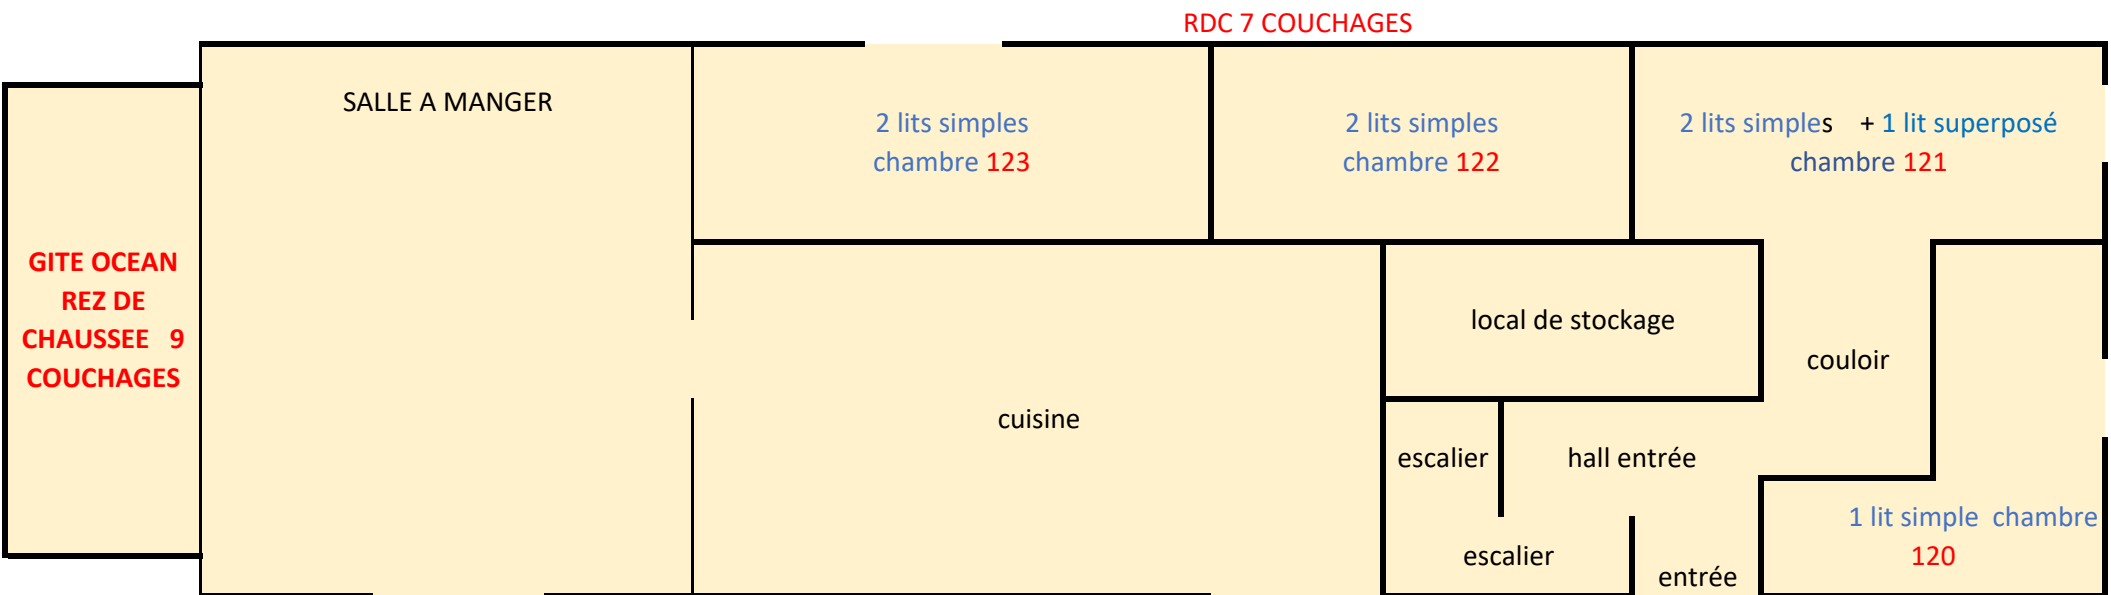 RDC 7 COUCHAGES
SALLE A MANGER
2 lits simples
chambre 123
2 lits simples
chambre 122
2 lits simples + 1 lit superposé
chambre 121
GITE OCEAN
REZ DE
CHAUSSEE 9
COUCHAGES
local de stockage
couloir
cuisine
escalier
hall entrée
1 lit simple chambre
120
escalier
entrée